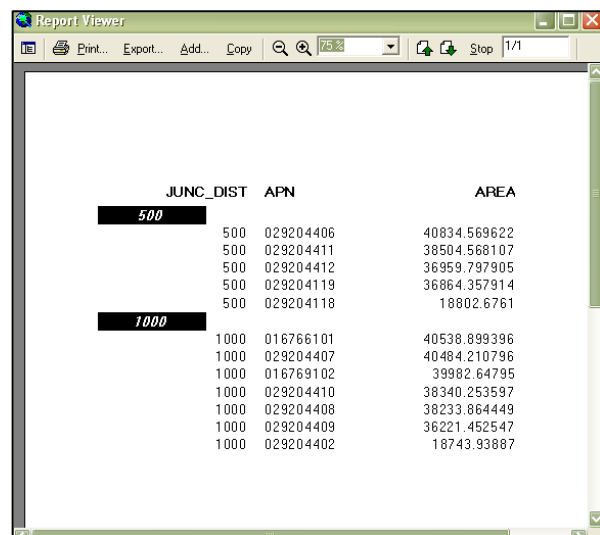 Report Viewer
Print... Export... Add... Copy 75% Stop 1/1
JUNC_DIST APN AREA
500
500 029204406 40834.569622
500 029204411 38504.568107
500 029204412 36959.797905
500 029204119 36864.357914
500 029204118 18802.6761
1000
1000 016766101 40538.899396
1000 029204407 40484.210796
1000 016769102 39982.64795
1000 029204410 38340.253597
1000 029204408 38233.864449
1000 029204409 36221.452547
1000 029204402 18743.93887